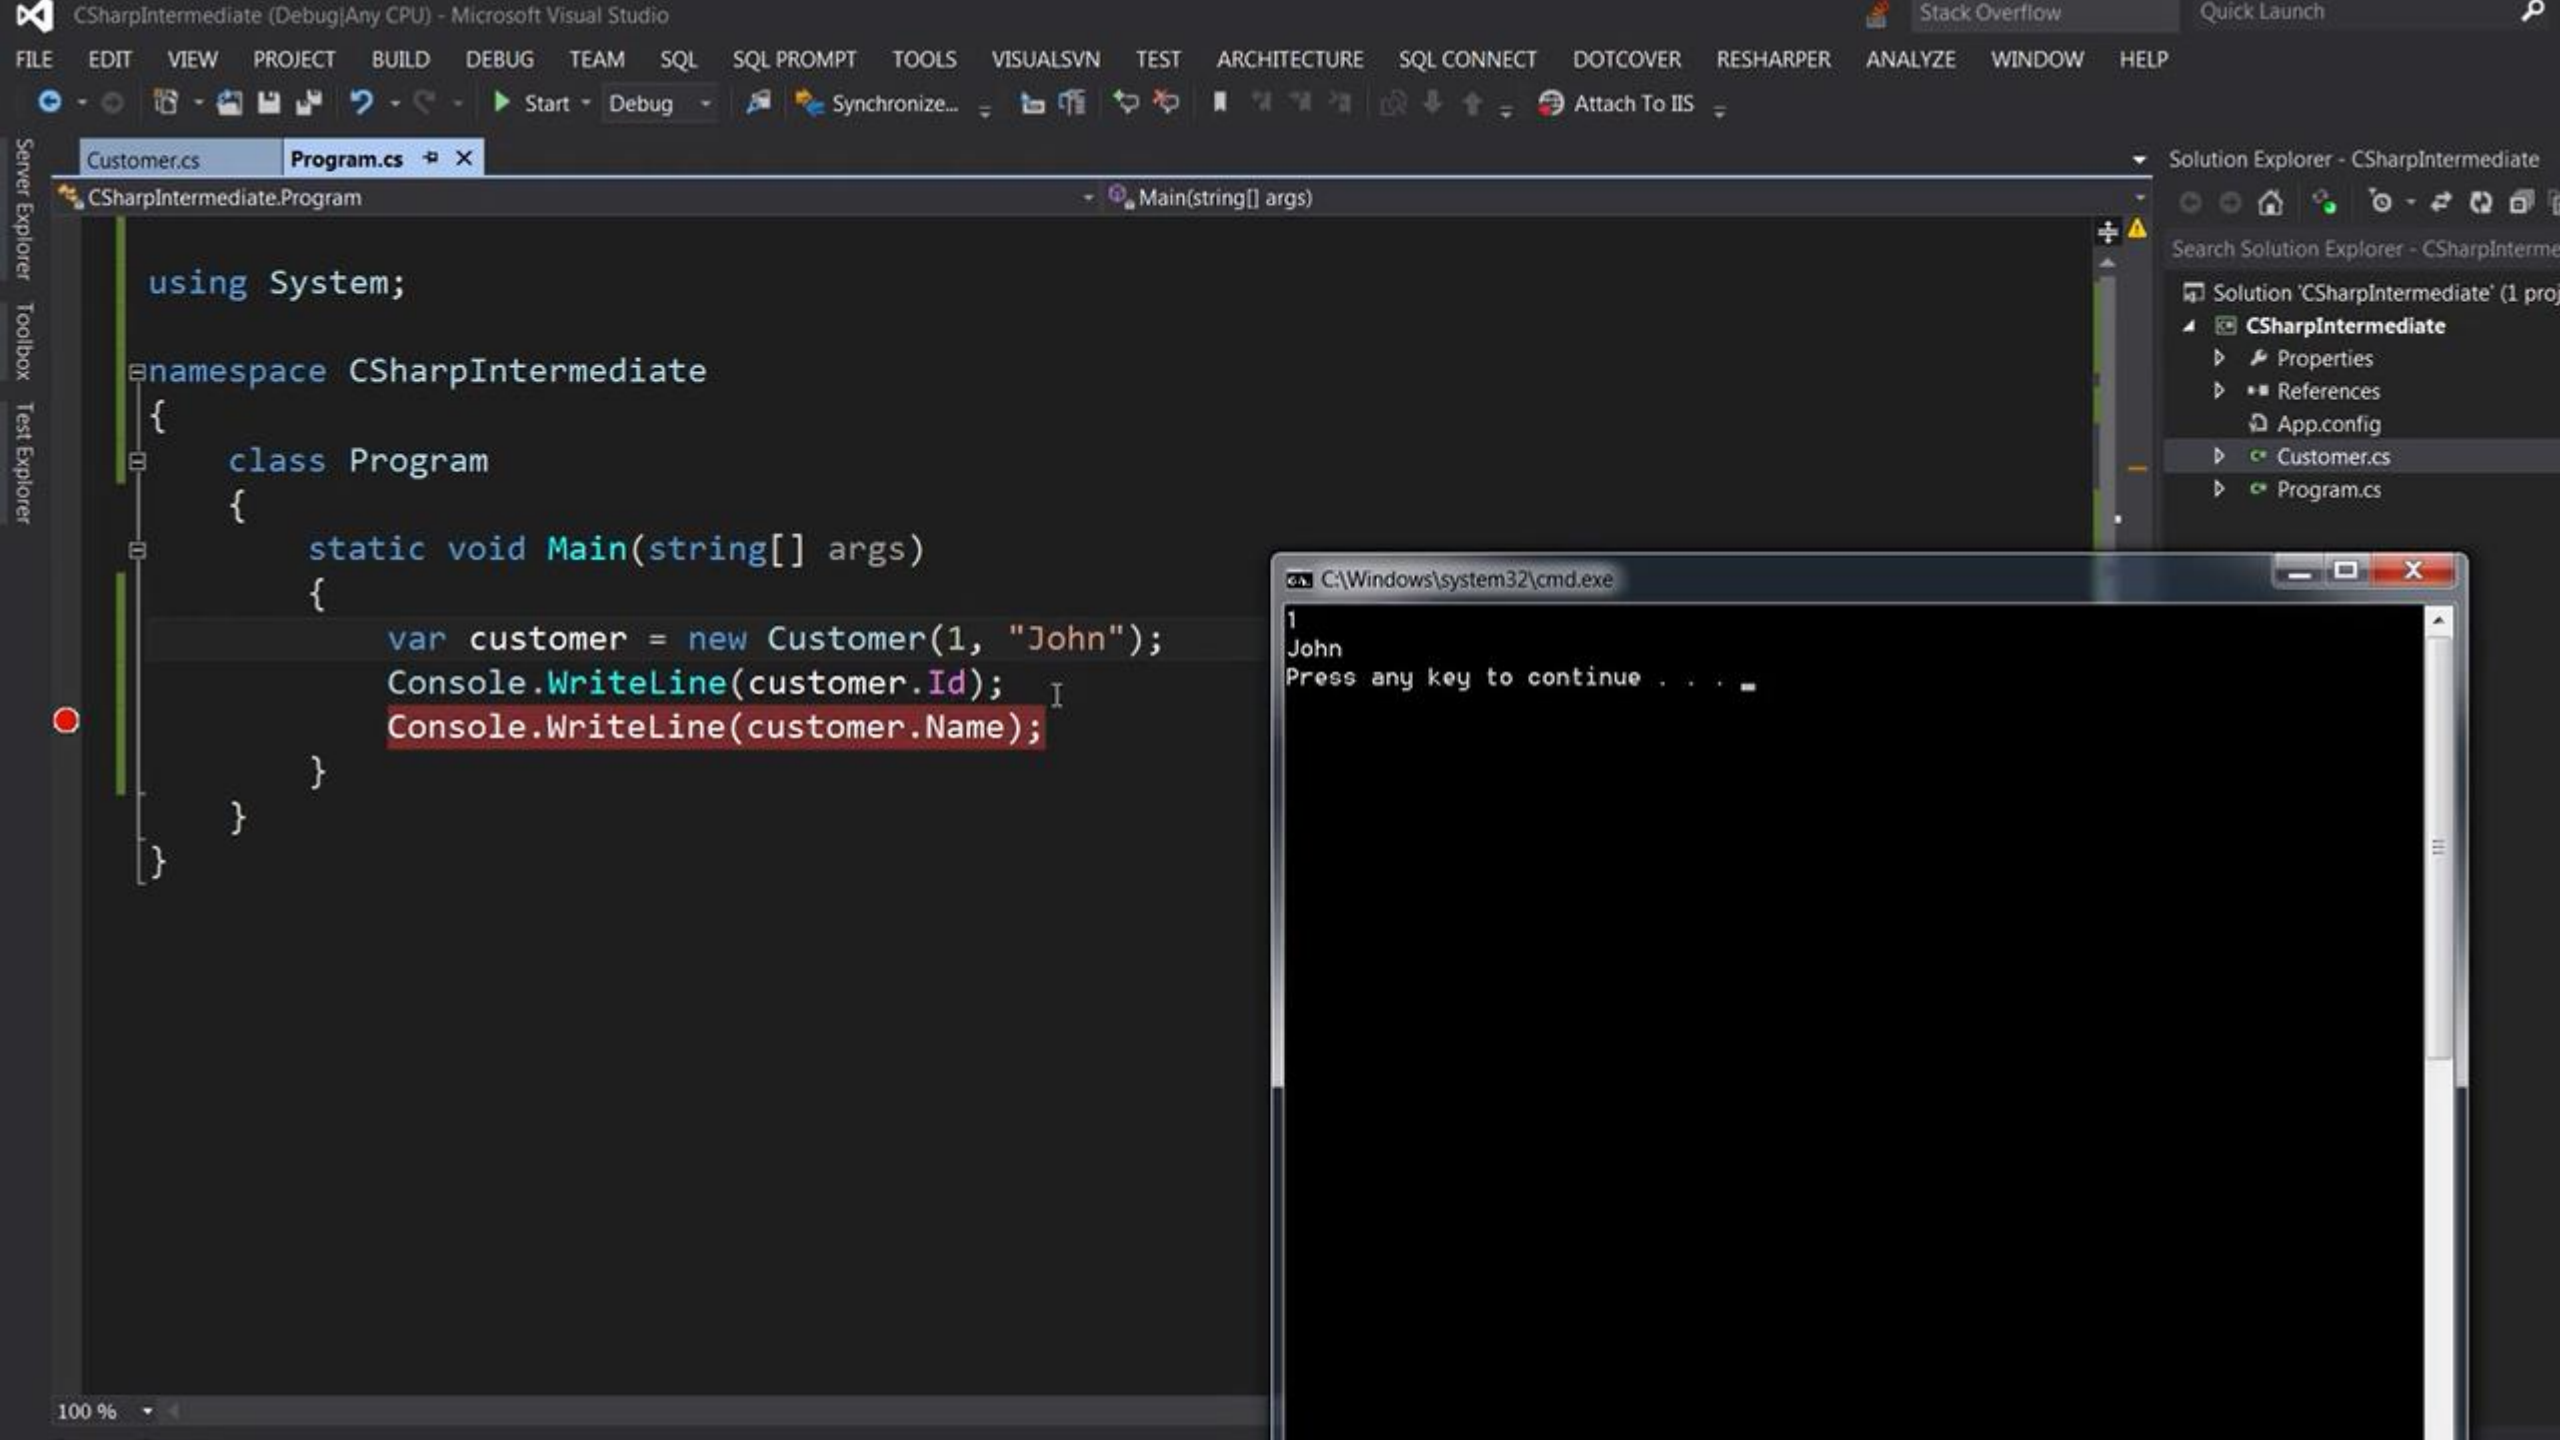 CSharpIntermediate (Debug|Any CPU) - Microsoft Visual Studio
Stack Overflow
Quick Launch
FILE EDIT VIEW PROJECT BUILD DEBUG TEAM SQL SQL PROMPT TOOLS VISUALSVN TEST ARCHITECTURE SQL CONNECT DOTCOVER RESHARPER ANALYZE WINDOW HELP
Start Debug Synchronize... Attach To IIS
Server Explorer
Toolbox
Test Explorer
Customer.cs Program.cs
CSharpIntermediate.Program Main(string[] args)
using System;
namespace CSharpIntermediate
{
class Program
{
static void Main(string[] args)
{
var customer = new Customer(1, "John");
Console.WriteLine(customer.Id);
Console.WriteLine(customer.Name);
}
}
}
100 %
Solution Explorer - CSharpIntermediate
Search Solution Explorer - CSharpInterme
Solution 'CSharpIntermediate' (1 proj
CSharpIntermediate
Properties
References
App.config
Customer.cs
Program.cs
C:\Windows\system32\cmd.exe
1
John
Press any key to continue . . .